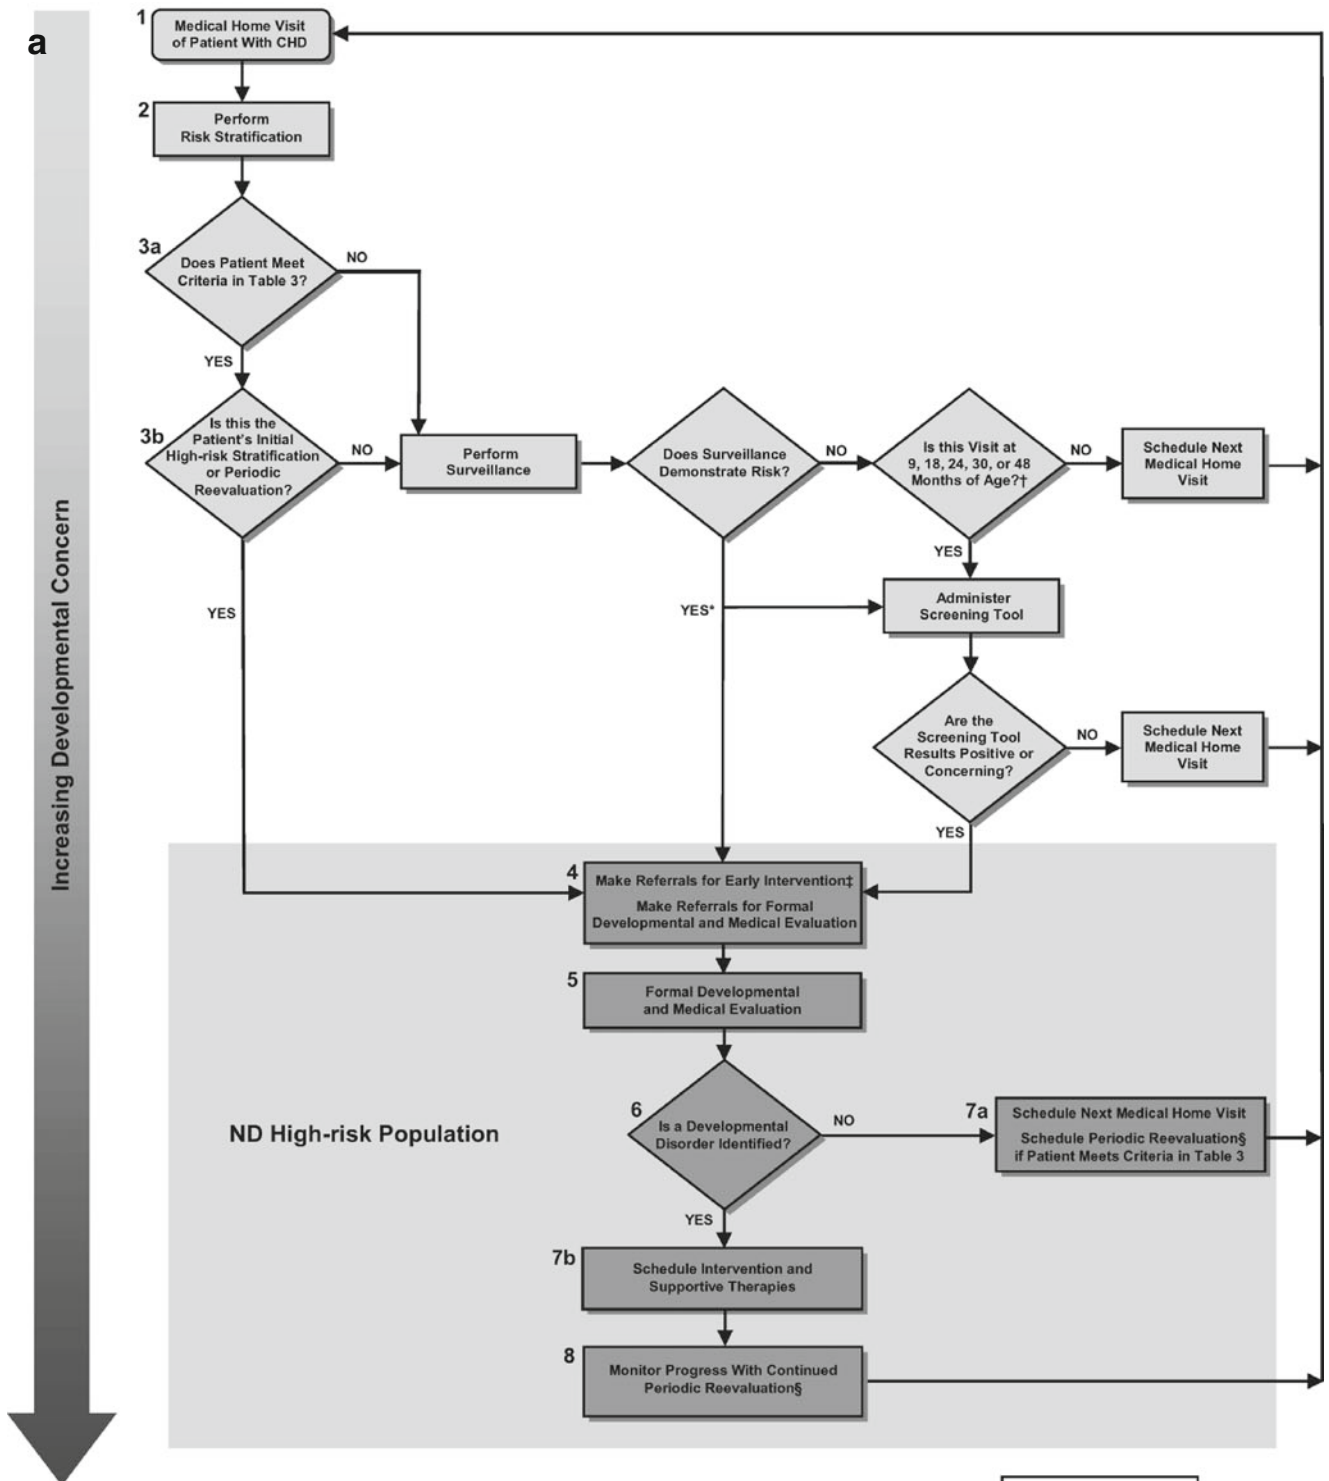 a
1
Medical Home Visit
of Patient With CHD
2
Perform
Risk Stratification
3a
Does Patient Meet
Criteria in Table 3?
NO
YES
3b
Is this the
Patient's Initial
High-risk Stratification
or Periodic
Reevaluation?
NO
YES
Perform
Surveillance
Does Surveillance
Demonstrate Risk?
NO
YES*
Is this Visit at
9, 18, 24, 30, or 48
Months of Age?†
NO
YES
Schedule Next
Medical Home
Visit
Administer
Screening Tool
Are the
Screening Tool
Results Positive or
Concerning?
NO
YES
Schedule Next
Medical Home
Visit
Increasing Developmental Concern
4
Make Referrals for Early Intervention‡
Make Referrals for Formal
Developmental and Medical Evaluation
5
Formal Developmental
and Medical Evaluation
ND High-risk Population
6
Is a Developmental
Disorder Identified?
NO
YES
7a
Schedule Next Medical Home Visit
Schedule Periodic Reevaluation§
if Patient Meets Criteria in Table 3
7b
Schedule Intervention and
Supportive Therapies
8
Monitor Progress With Continued
Periodic Reevaluation§